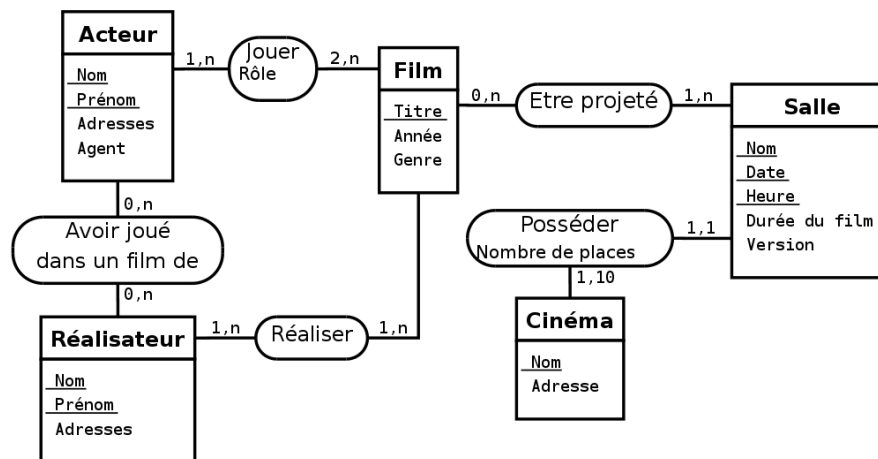 Acteur
Nom
Prénom
Adresses
Agent
1,n
Jouer
Rôle
2,n
Film
Titre
Année
Genre
0,n
Etre projeté
1,n
Salle
Nom
Date
Heure
Durée du film
Version
0,n
Avoir joué
dans un film de
0,n
Posséder
Nombre de places
1,1
1,10
Cinéma
Nom
Adresse
Réalisateur
Nom
Prénom
Adresses
1,n
Réaliser
1,n